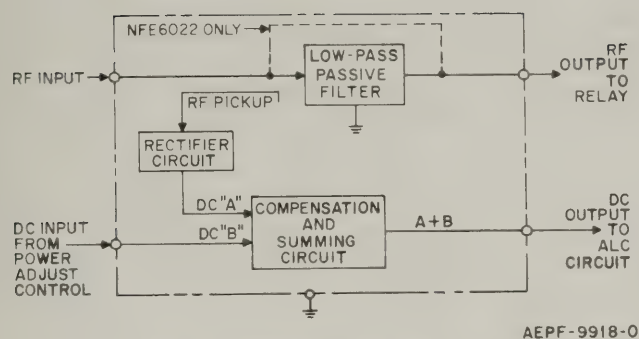 NFE6022 ONLY
RF INPUT
LOW-PASS
PASSIVE
FILTER
RF
OUTPUT
TO
RELAY
RF PICKUP
RECTIFIER
CIRCUIT
DC"A"
DC"B"
COMPENSATION
AND
SUMMING
CIRCUIT
A+B
DC INPUT
FROM
POWER
ADJUST
CONTROL
DC
OUTPUT
TO
ALC
CIRCUIT
AEPF-9918-O